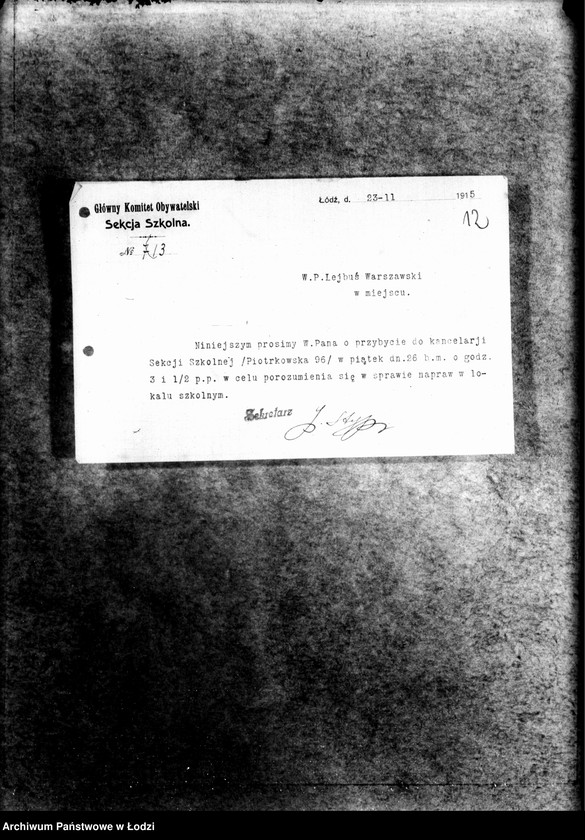 Główny Komitet Obywatelski
Sekcja Szkolna.
Łódź, d. 23-11 1915
12
№ 713
W.P.Lejbuś Warszawski
w miejscu.
Niniejszym prosimy W.Pana o przybycie do kancelarji
Sekcji Szkolnej /Piotrkowska 96/ w piątek dn.26 b.m. o godz.
3 i 1/2 p.p. w celu porozumienia się w sprawie napraw w lo-
kalu szkolnym.
Sekretarz
Archiwum Państwowe w Łodzi